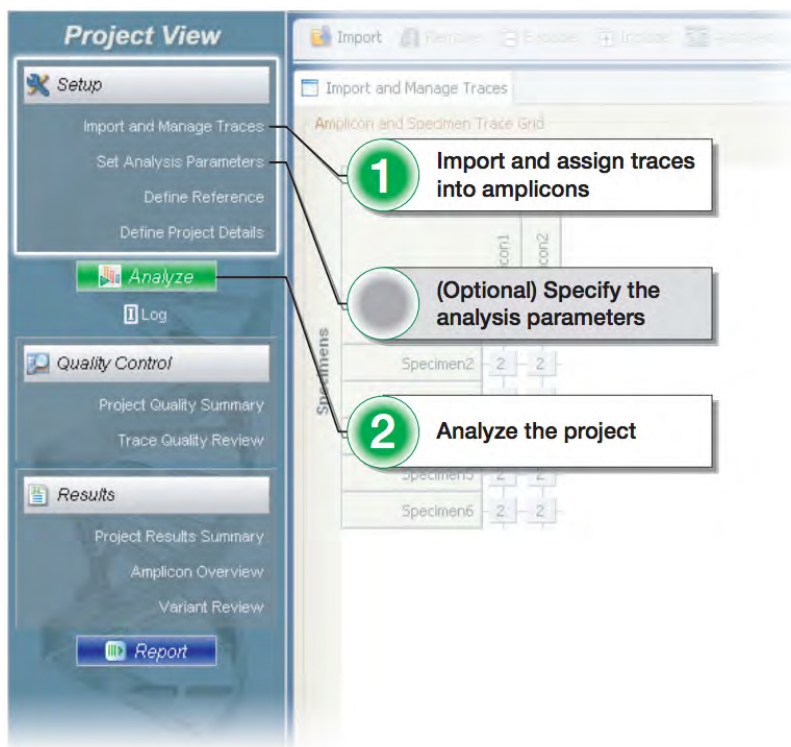 Project View
Setup
Import and Manage Traces
Set Analysis Parameters
Define Reference
Define Project Details
Analyze
Log
Quality Control
Project Quality Summary
Trace Quality Review
Results
Project Results Summary
Amplicon Overview
Variant Review
Report
Import
Import and Manage Traces
Amplicon and Specimen Trace Grid
1
Import and assign traces
into amplicons
(Optional) Specify the
analysis parameters
Specimens
Specimen2 2 2
2
Analyze the project
Specimen5 2 2
Specimen6 2 2